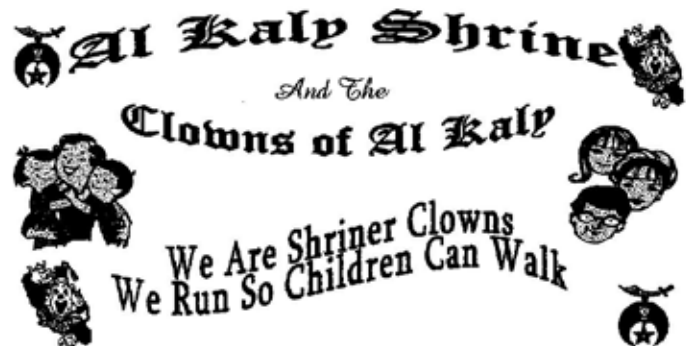 Al Kaly Shrine
And The
Clowns of Al Kaly
We Are Shriner Clowns
We Run So Children Can Walk